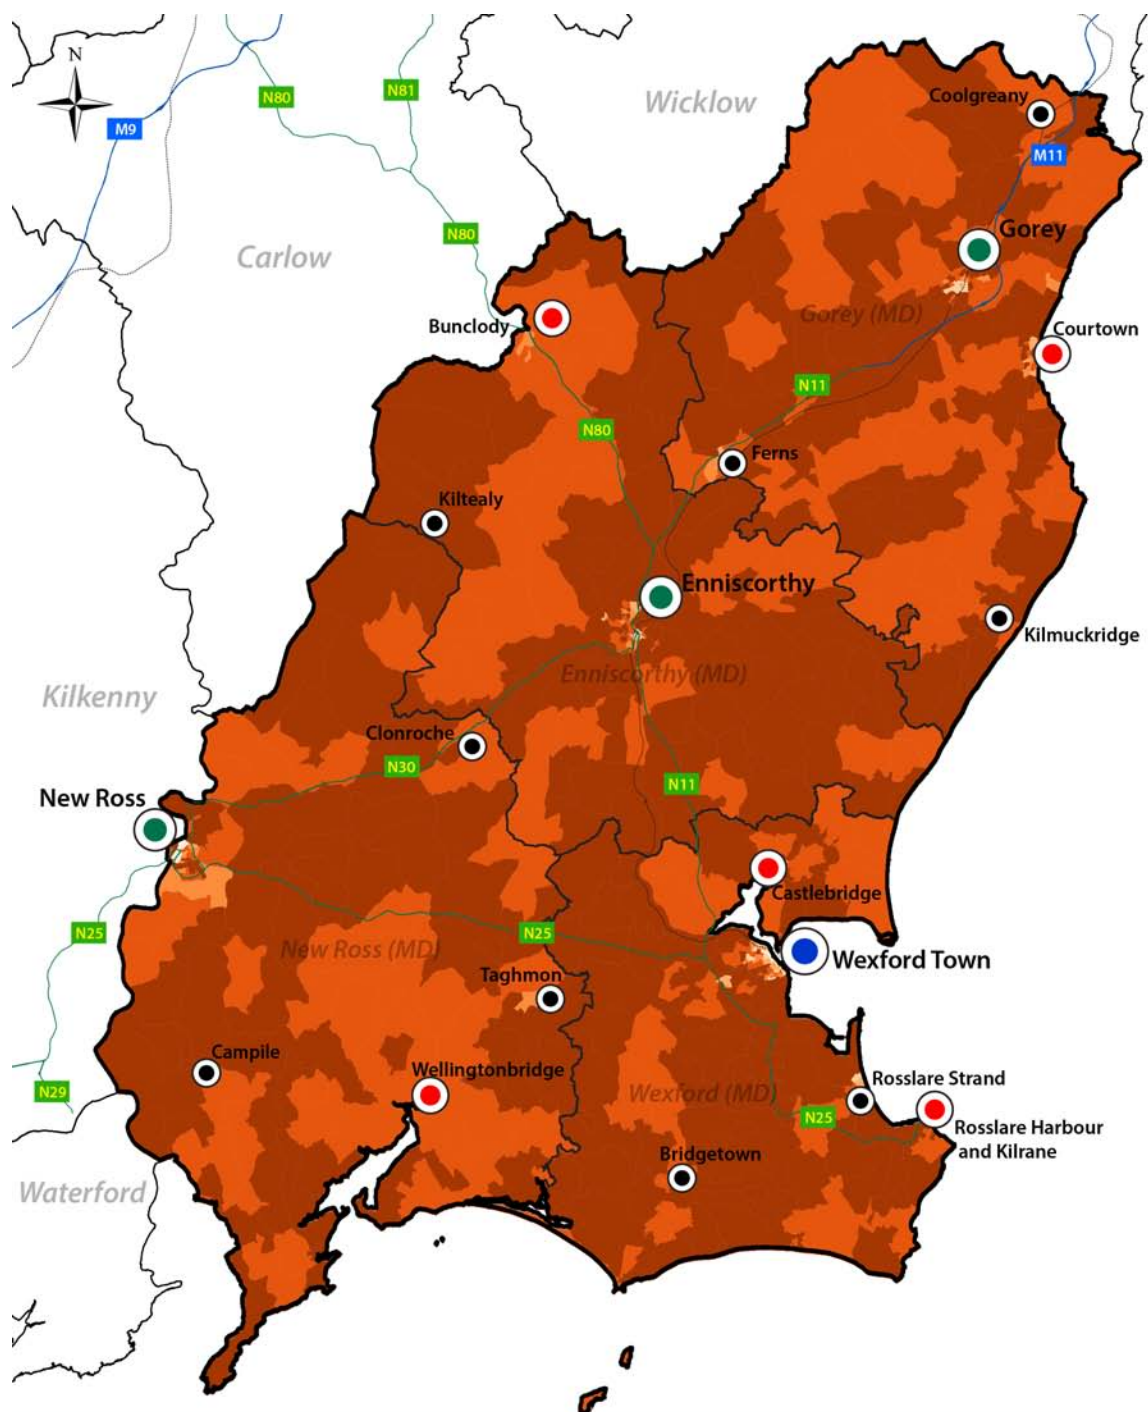 N
N80
N81
Wicklow
Coolgreany
M9
M11
N80
Gorey
Carlow
Bunclody
Gorey (MD)
Courtown
N11
N80
Ferns
Kiltealy
Enniscorthy
Kilmuckridge
Enniscorthy (MD)
Kilkenny
Clonroche
N30
N11
New Ross
Castlebridge
N25
N25
New Ross (MD)
Wexford Town
Taghmon
Campile
Wellingtonbridge
Rosslare Strand
N29
Wexford (MD)
N25
Rosslare Harbour
and Kilrane
Bridgetown
Waterford